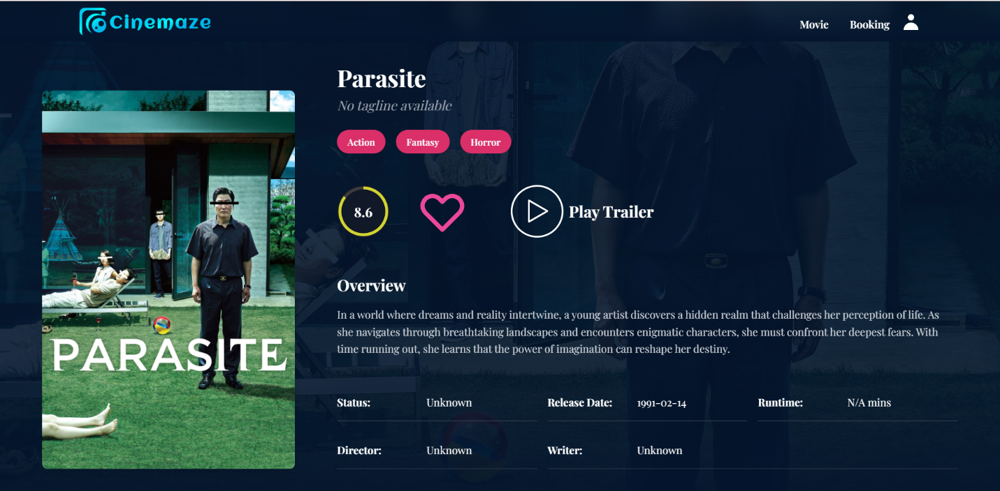 Cinemaze
Movie
Booking
Parasite
No tagline available
Action
Fantasy
Horror
8.6
Play Trailer
PARASITE
Overview
In a world where dreams and reality intertwine, a young artist discovers a hidden realm that challenges her perception of life. As
she navigates through breathtaking landscapes and encounters enigmatic characters, she must confront her deepest fears. With
time running out, she learns that the power of imagination can reshape her destiny.
Status: Unknown
Release Date: 1991-02-14
Runtime: N/A mins
Director: Unknown
Writer: Unknown